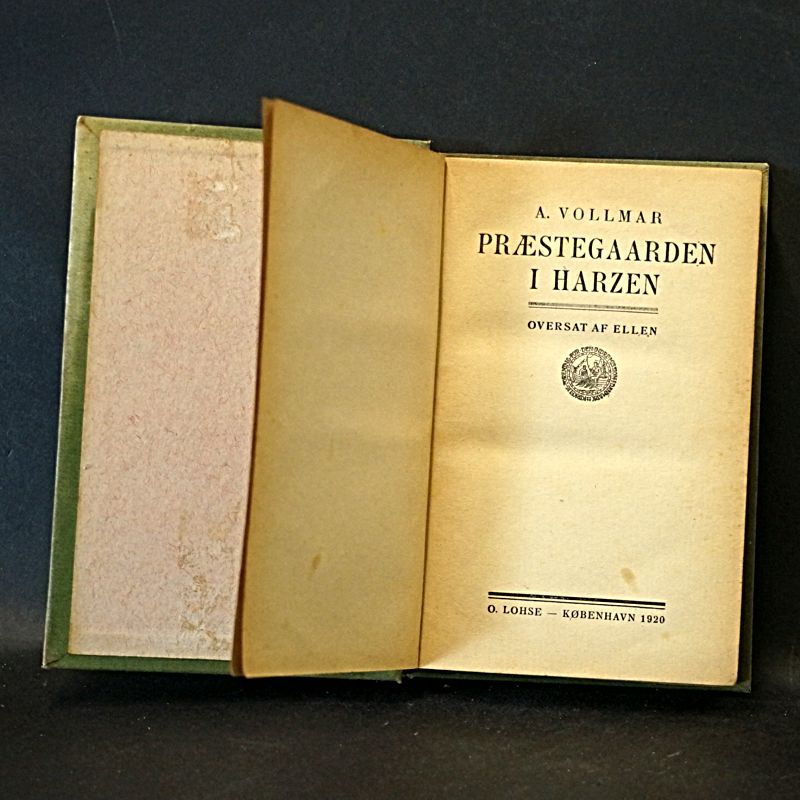 A. VOLLMAR
PRÆSTEGAARDEN
I HARZEN
OVERSAT AF ELLEN
O. LOHSE — KØBENHAVN 1920